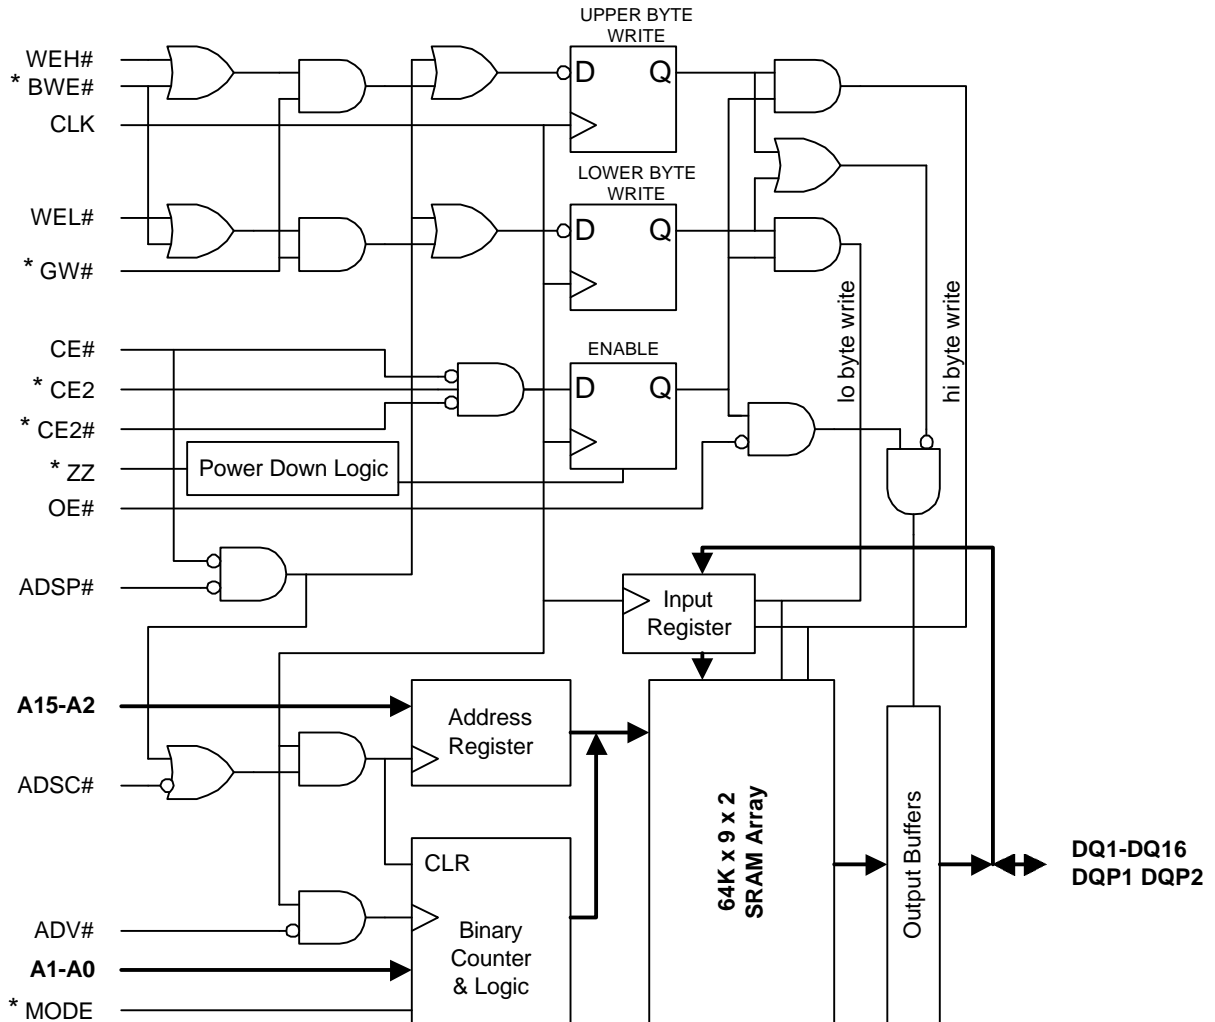 UPPER BYTE
WRITE
WEH#
* BWE#
CLK
D Q
LOWER BYTE
WRITE
WEL#
* GW#
D Q
lo byte write
hi byte write
CE#
* CE2
* CE2#
* ZZ
OE#
ENABLE
D Q
Power Down Logic
ADSP#
Input
Register
A15-A2
ADSC#
Address
Register
64K x 9 x 2
SRAM Array
Output Buffers
DQ1-DQ16
DQP1 DQP2
CLR
Binary
Counter
& Logic
ADV#
A1-A0
* MODE